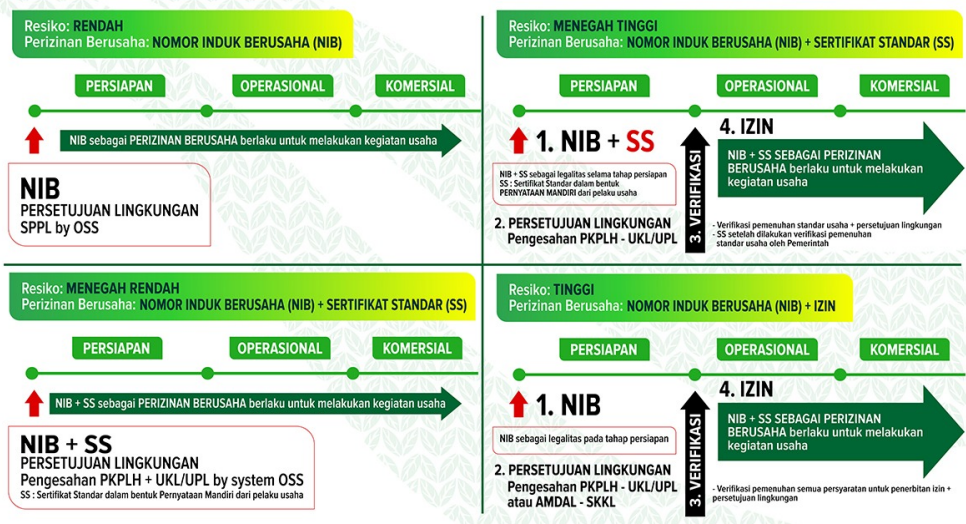 Resiko: RENDAH
Perizinan Berusaha: NOMOR INDUK BERUSAHA (NIB)
PERSIAPAN
OPERASIONAL
KOMERSIAL
NIB sebagai PERIZINAN BERUSAHA berlaku untuk melakukan kegiatan usaha
NIB
PERSETUJUAN LINGKUNGAN
SPPL by OSS
Resiko: MENEGAH TINGGI
Perizinan Berusaha: NOMOR INDUK BERUSAHA (NIB) + SERTIFIKAT STANDAR (SS)
PERSIAPAN
OPERASIONAL
KOMERSIAL
1. NIB + SS
NIB + SS sebagai legalitas selama tahap persiapan
SS : Sertifikat Standar dalam bentuk
PERNYATAAN MANDIRI dari pelaku usaha
2. PERSETUJUAN LINGKUNGAN
Pengesahan PKPLH - UKL/UPL
3. VERIFIKASI
4. IZIN
NIB + SS SEBAGAI PERIZINAN
BERUSAHA berlaku untuk melakukan
kegiatan usaha
- Verifikasi pemenuhan standar usaha + persetujuan lingkungan
- SS setelah dilakukan verifikasi pemenuhan
standar usaha oleh Pemerintah
Resiko: MENEGAH RENDAH
Perizinan Berusaha: NOMOR INDUK BERUSAHA (NIB) + SERTIFIKAT STANDAR (SS)
PERSIAPAN
OPERASIONAL
KOMERSIAL
NIB + SS sebagai PERIZINAN BERUSAHA berlaku untuk melakukan kegiatan usaha
NIB + SS
PERSETUJUAN LINGKUNGAN
Pengesahan PKPLH + UKL/UPL by system OSS
SS : Sertifikat Standar dalam bentuk Pernyataan Mandiri dari pelaku usaha
Resiko: TINGGI
Perizinan Berusaha: NOMOR INDUK BERUSAHA (NIB) + IZIN
PERSIAPAN
OPERASIONAL
KOMERSIAL
1. NIB
NIB sebagai legalitas pada tahap persiapan
2. PERSETUJUAN LINGKUNGAN
Pengesahan PKPLH - UKL/UPL
atau AMDAL - SKKL
3. VERIFIKASI
4. IZIN
NIB + SS SEBAGAI PERIZINAN
BERUSAHA berlaku untuk melakukan
kegiatan usaha
- Verifikasi pemenuhan semua persyaratan untuk penerbitan izin +
persetujuan lingkungan